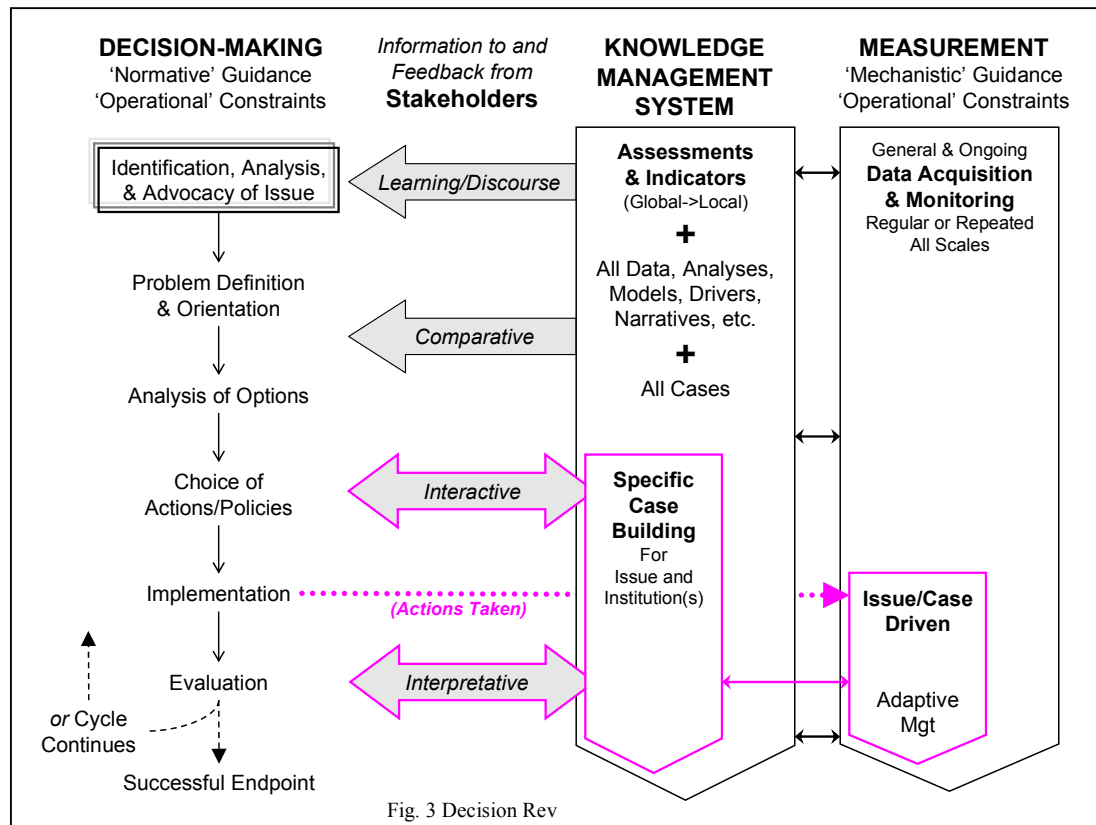 DECISION-MAKING
‘Normative’ Guidance
‘Operational’ Constraints
Identification, Analysis,
& Advocacy of Issue
Problem Definition
& Orientation
Analysis of Options
Choice of
Actions/Policies
Implementation
Evaluation
or Cycle
Continues
Successful Endpoint
Information to and
Feedback from
Stakeholders
Learning/Discourse
Comparative
Interactive
(Actions Taken)
Interpretative
KNOWLEDGE
MANAGEMENT
SYSTEM
Assessments
& Indicators
(Global->Local)
+
All Data, Analyses,
Models, Drivers,
Narratives, etc.
+
All Cases
Specific
Case
Building
For
Issue and
Institution(s)
MEASUREMENT
‘Mechanistic’ Guidance
‘Operational’ Constraints
General & Ongoing
Data Acquisition
& Monitoring
Regular or Repeated
All Scales
Issue/Case
Driven
Adaptive
Mgt
Fig. 3 Decision Rev